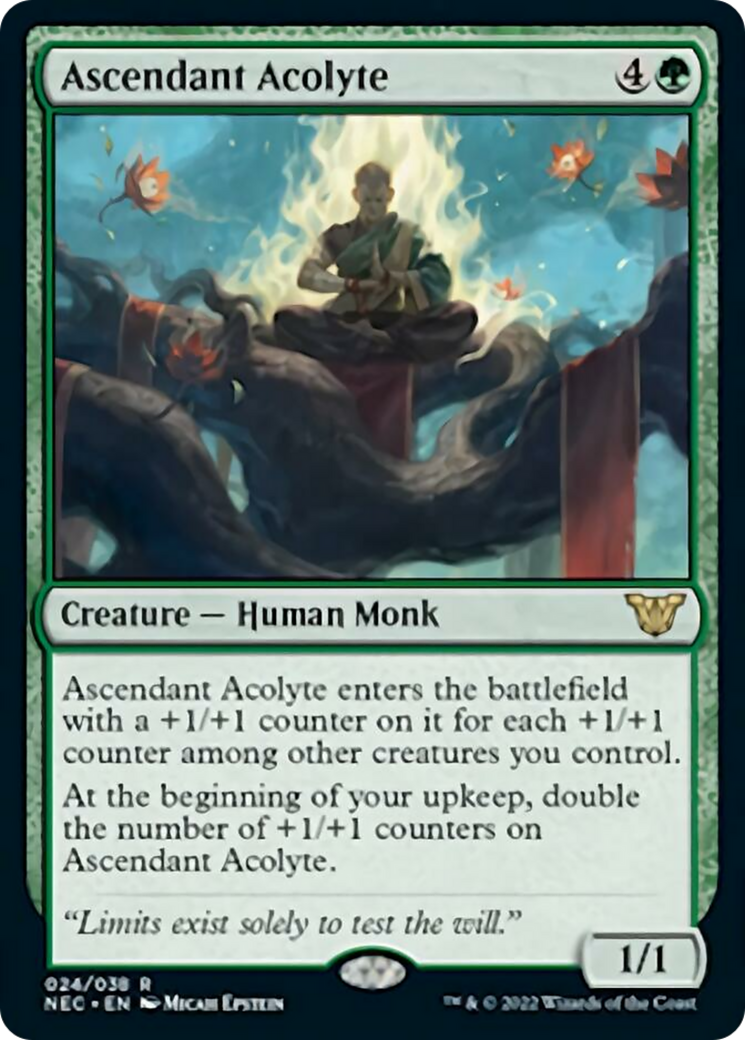 Ascendant Acolyte 4
Creature — Human Monk
Ascendant Acolyte enters the battlefield
with a +1/+1 counter on it for each +1/+1
counter among other creatures you control.
At the beginning of your upkeep, double
the number of +1/+1 counters on
Ascendant Acolyte.
“Limits exist solely to test the will.”
1/1
024/038 R
NEC • EN Micah Epstein
™ & © 2022 Wizards of the Coast